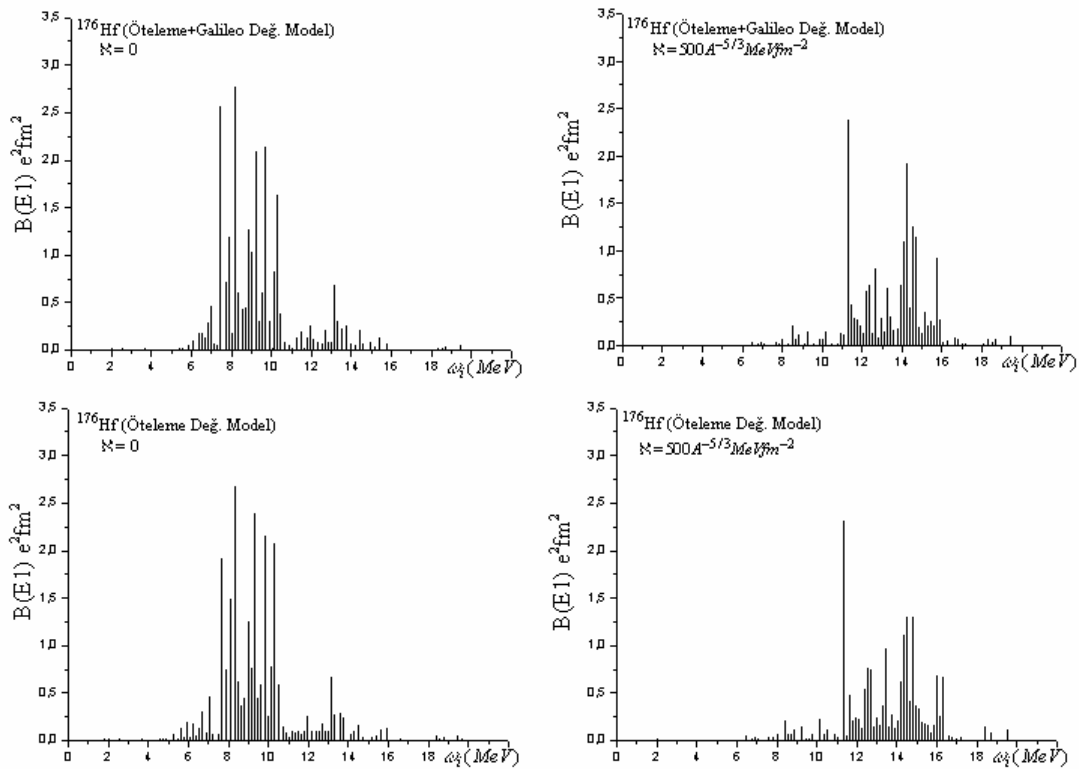 3,5
3,0
2,5
2,0
1,5
1,0
0,5
0,0
B(E1) e²fm²
¹⁷⁶Hf (Öteleme+Galileo Değ. Model)
ℵ = 0
0 2 4 6 8 10 12 14 16 18
ωᵢ(MeV)
3,5
3,0
2,5
2,0
1,5
1,0
0,5
0,0
B(E1) e²fm²
¹⁷⁶Hf (Öteleme+Galileo Değ. Model)
ℵ = 500A⁻⁵/³MeVfm⁻²
0 2 4 6 8 10 12 14 16 18
ωᵢ(MeV)
3,5
3,0
2,5
2,0
1,5
1,0
0,5
0,0
B(E1) e²fm²
¹⁷⁶Hf (Öteleme Değ. Model)
ℵ = 0
0 2 4 6 8 10 12 14 16 18
ωᵢ(MeV)
3,5
3,0
2,5
2,0
1,5
1,0
0,5
0,0
B(E1) e²fm²
¹⁷⁶Hf (Öteleme Değ. Model)
ℵ = 500A⁻⁵/³MeVfm⁻²
0 2 4 6 8 10 12 14 16 18
ωᵢ(MeV)